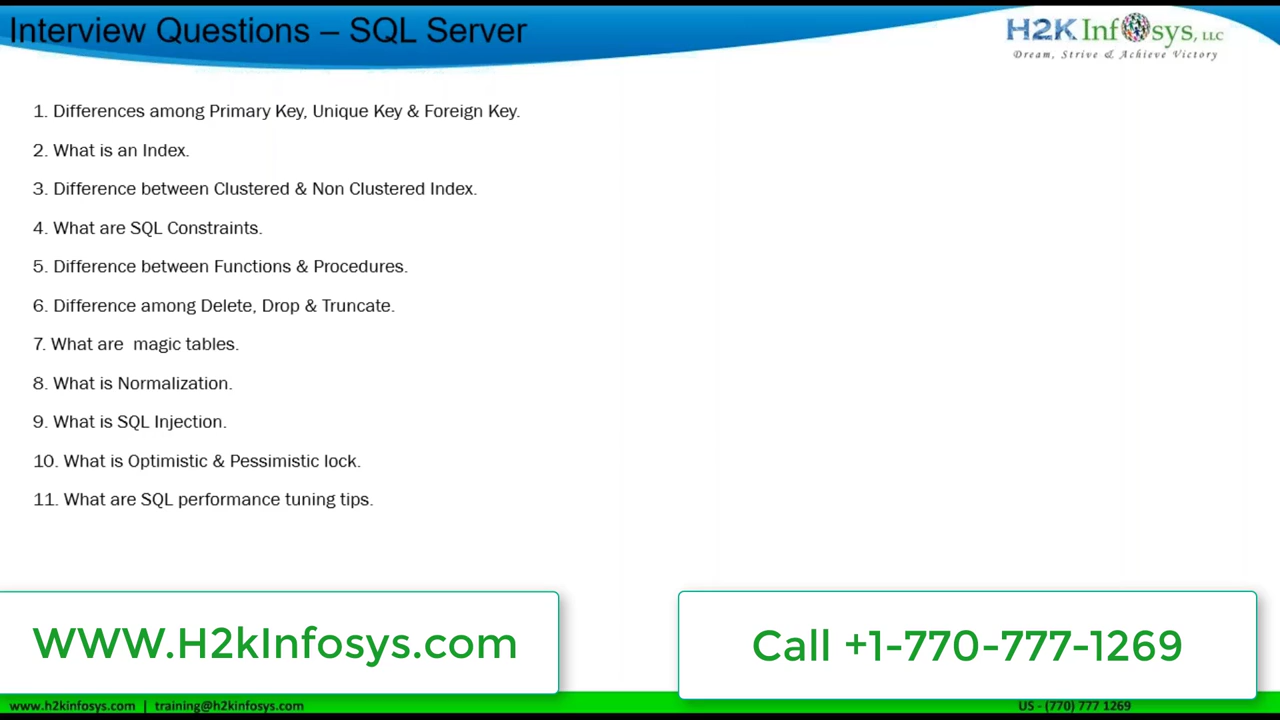 Interview Questions – SQL Server
H2K Infosys, LLC
Dream, Strive & Achieve Victory
1. Differences among Primary Key, Unique Key & Foreign Key.
2. What is an Index.
3. Difference between Clustered & Non Clustered Index.
4. What are SQL Constraints.
5. Difference between Functions & Procedures.
6. Difference among Delete, Drop & Truncate.
7. What are  magic tables.
8. What is Normalization.
9. What is SQL Injection.
10. What is Optimistic & Pessimistic lock.
11. What are SQL performance tuning tips.
WWW.H2kInfosys.com
Call +1-770-777-1269
www.h2kinfosys.com | training@h2kinfosys.com
US - (770) 777 1269